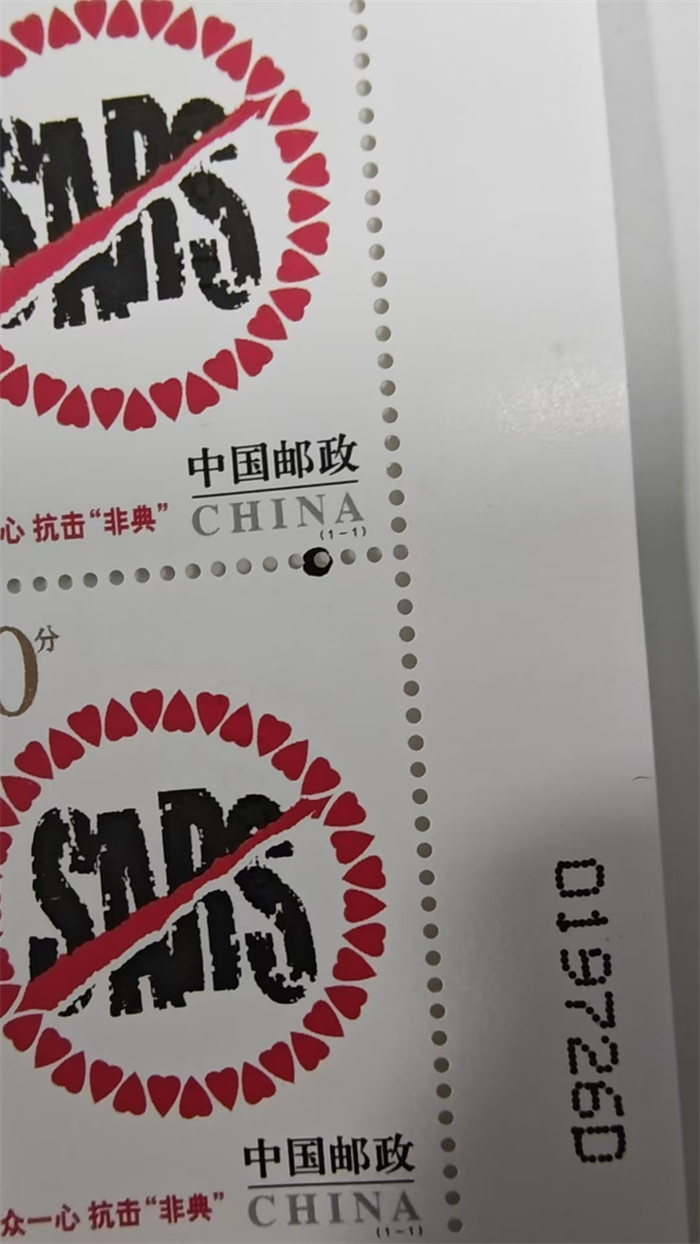 SARS
中国邮政
CHINA
心 抗击“非典”
(1-1)
0分
SARS
0197260
中国邮政
CHINA
众一心 抗击“非典”
(1-1)